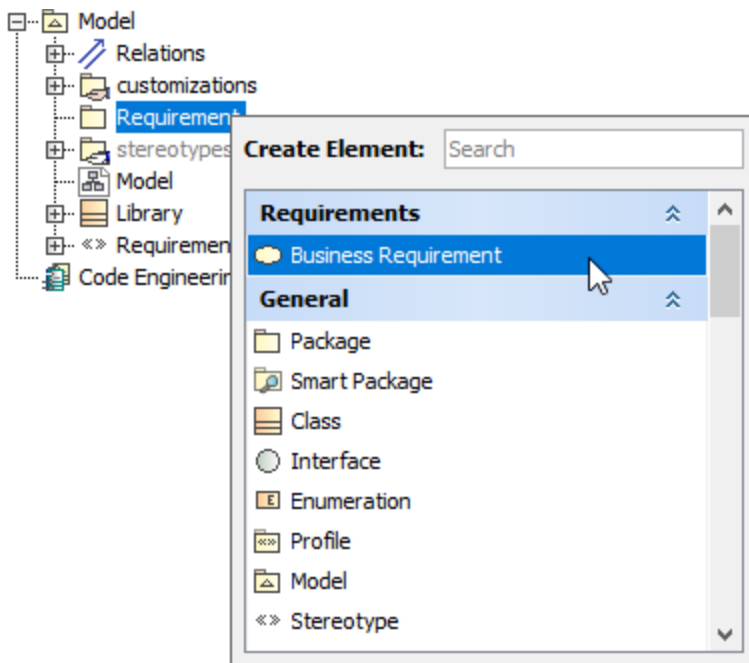 Model
Relations
customizations
Requirement
stereotypes
Model
Library
Requiremen
Code Engineerin
Create Element:
Search
Requirements
Business Requirement
General
Package
Smart Package
Class
Interface
E Enumeration
«» Profile
Model
«» Stereotype